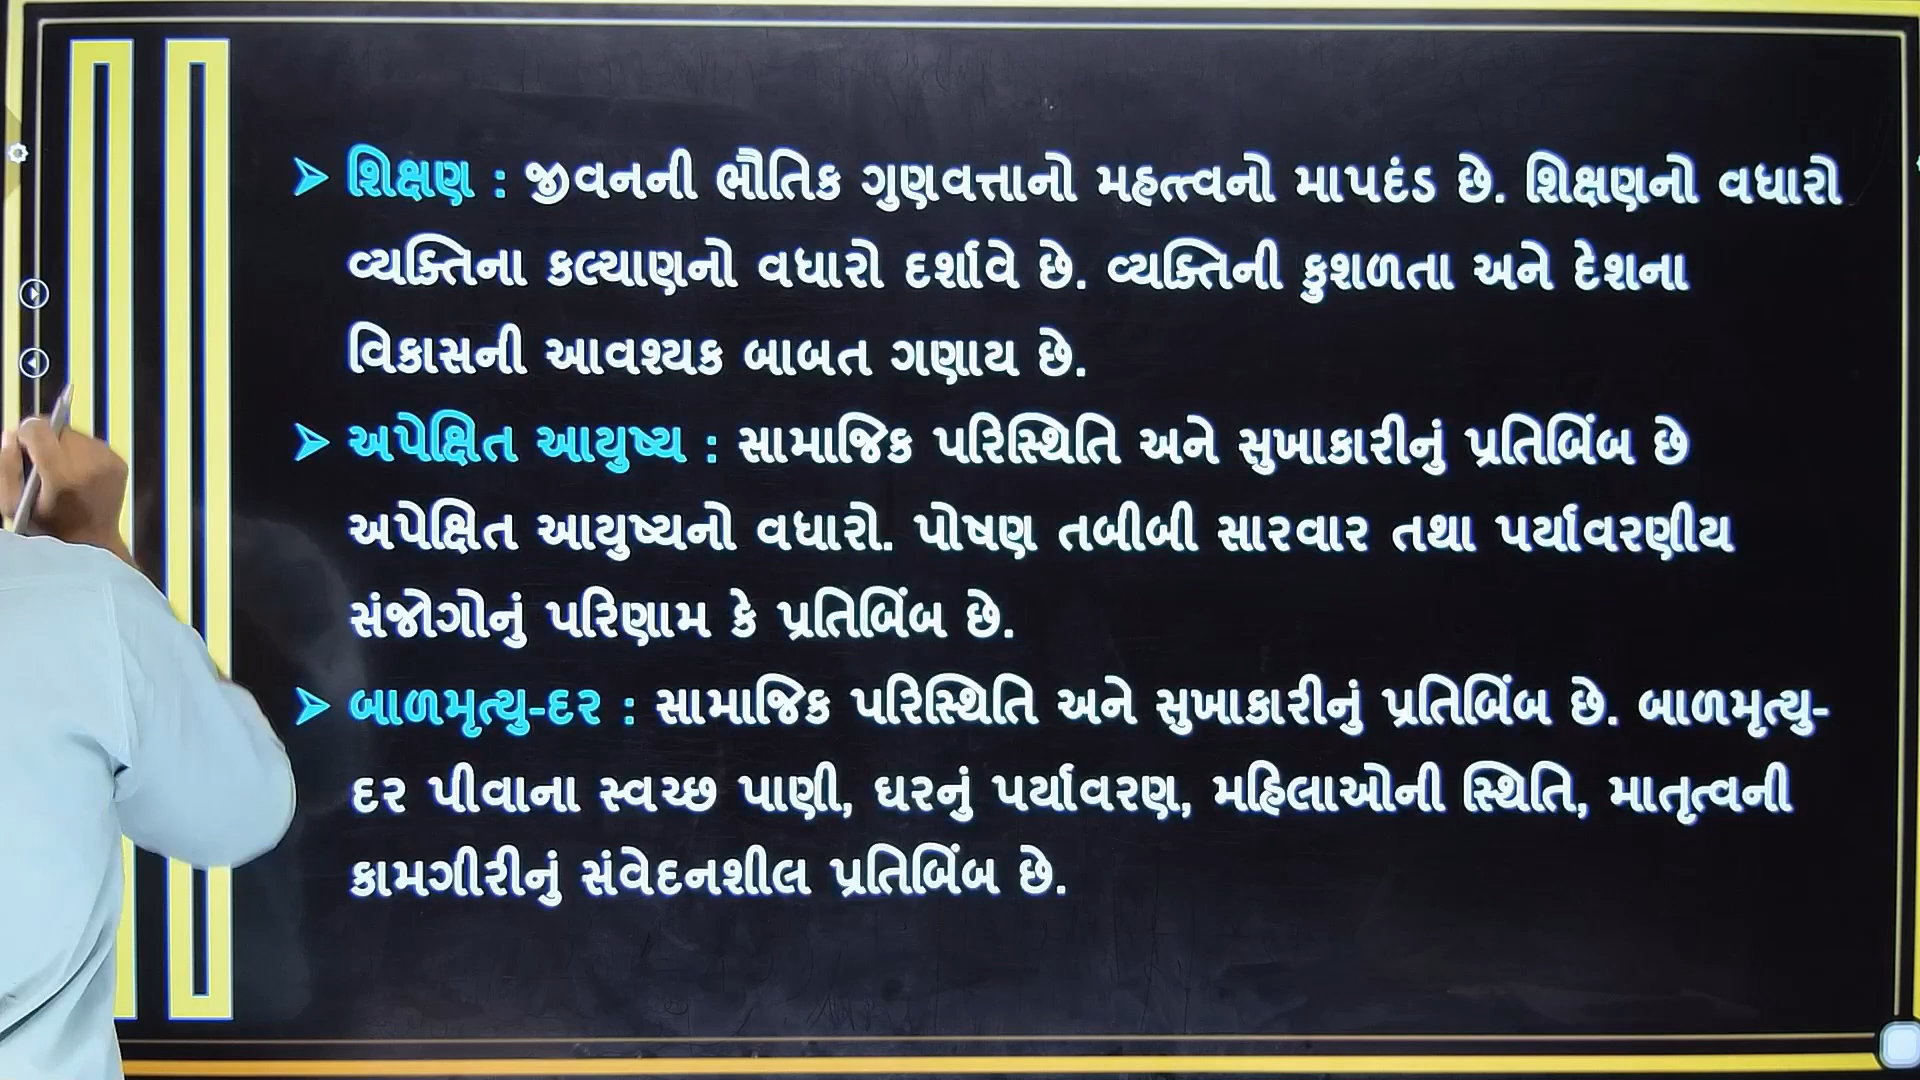 ➤ શિક્ષણ : જીવનની ભૌતિક ગુણવત્તાનો મહત્ત્વનો માપદંડ છે. શિક્ષણનો વધારો
વ્યક્તિના કલ્યાણનો વધારો દર્શાવે છે. વ્યક્તિની કુશળતા અને દેશના
વિકાસની આવશ્યક બાબત ગણાય છે.
➤ અપેક્ષિત આયુષ્ય : સામાજિક પરિસ્થિતિ અને સુખાકારીનું પ્રતિબિંબ છે
અપેક્ષિત આયુષ્યનો વધારો. પોષણ તબીબી સારવાર તથા પર્યાવરણીય
સંજોગોનું પરિણામ કે પ્રતિબિંબ છે.
➤ બાળમૃત્યુ-દર : સામાજિક પરિસ્થિતિ અને સુખાકારીનું પ્રતિબિંબ છે. બાળમૃત્યુ-
દર પીવાના સ્વચ્છ પાણી, ઘરનું પર્યાવરણ, મહિલાઓની સ્થિતિ, માતૃત્વની
કામગીરીનું સંવેદનશીલ પ્રતિબિંબ છે.